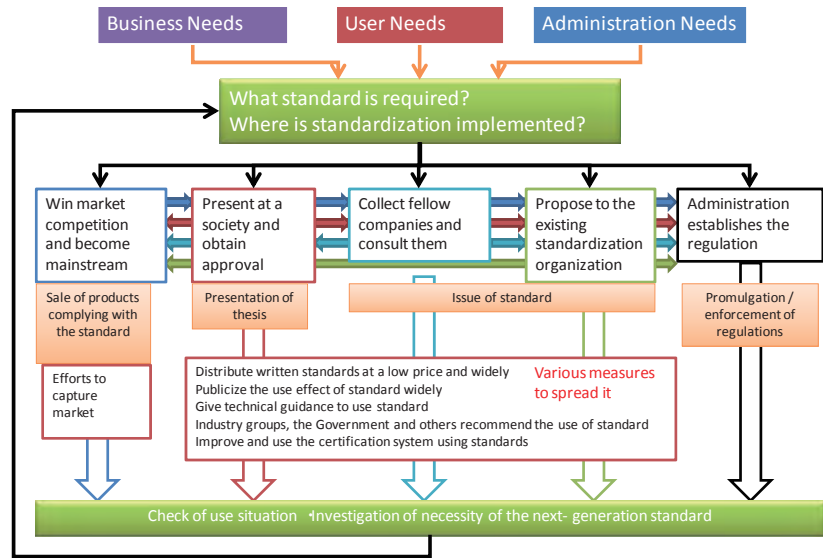 Business Needs
User Needs
Administration Needs
What standard is required?
Where is standardization implemented?
Win market
competition
and become
mainstream
Present at a
society and
obtain
approval
Collect fellow
companies and
consult them
Propose to the
existing
standardization
organization
Administration
establishes the
regulation
Sale of products
complying with
the standard
Presentation of
thesis
Issue of standard
Promulgation /
enforcement of
regulations
Efforts to
capture
market
Distribute written standards at a low price and widely
Publicize the use effect of standard widely
Give technical guidance to use standard
Industry groups, the Government and others recommend the use of standard
Improve and use the certification system using standards
Various measures
to spread it
Check of use situation ・Investigation of necessity of the next- generation standard